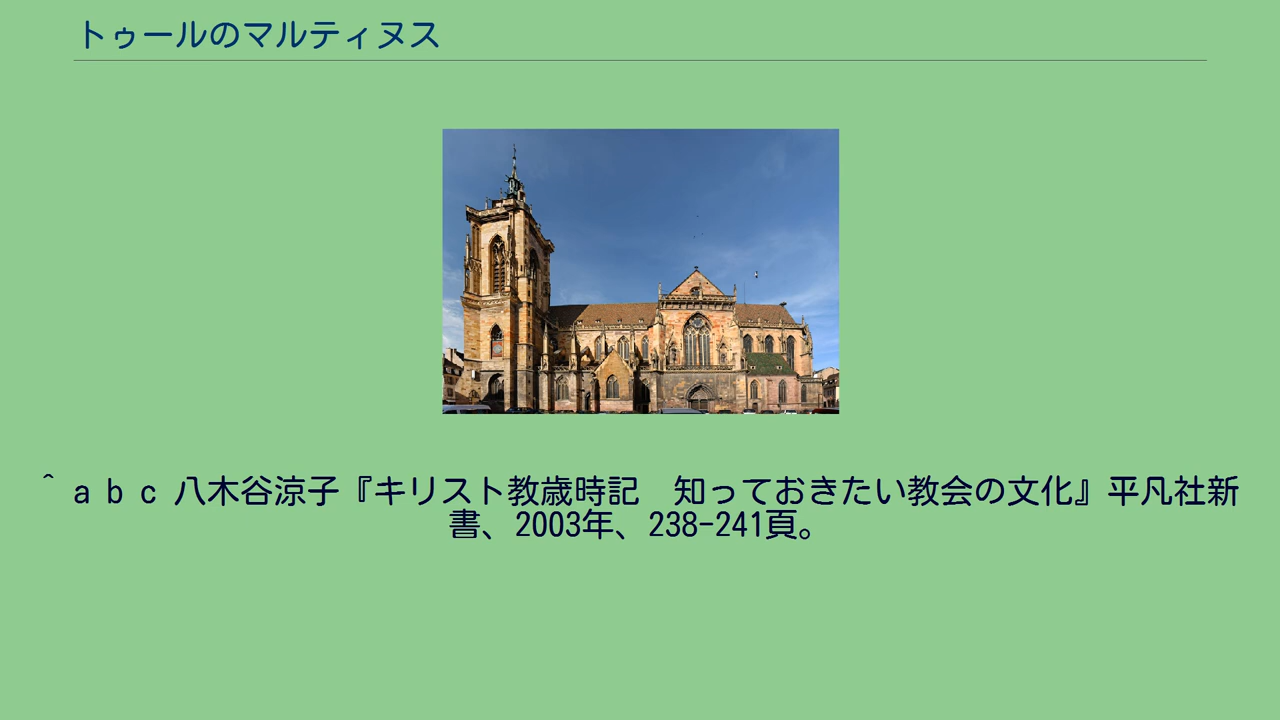 トゥールのマルティヌス
^ a b c 八木谷涼子『キリスト教歳時記　知っておきたい教会の文化』平凡社新
書、2003年、238-241頁。